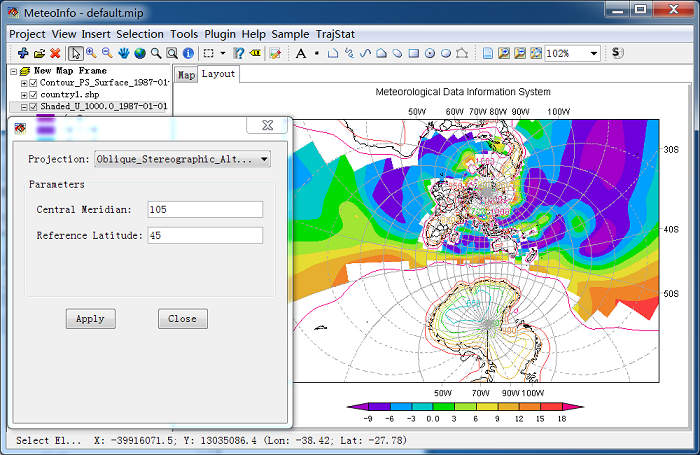 MeteoInfo - default.mip
Project View Insert Selection Tools Plugin Help Sample TrajStat
102%
New Map Frame
Contour_PS_Surface_1987-01-01
country1.shp
Shaded_U_1000.0_1987-01-01
Map Layout
Meteorological Data Information System
50W 60W 70W 80W 90W 100W
30S
40S
50S
50W 70W 90W 100W
-9 -6 -3 0.0 3 6 9 12 15 18
Projection: Oblique_Stereographic_Alt...
Parameters
Central Meridian: 105
Reference Latitude: 45
Apply Close
Select El... X: -39916071.5; Y: 13035086.4 (Lon: -38.42; Lat: -27.78)